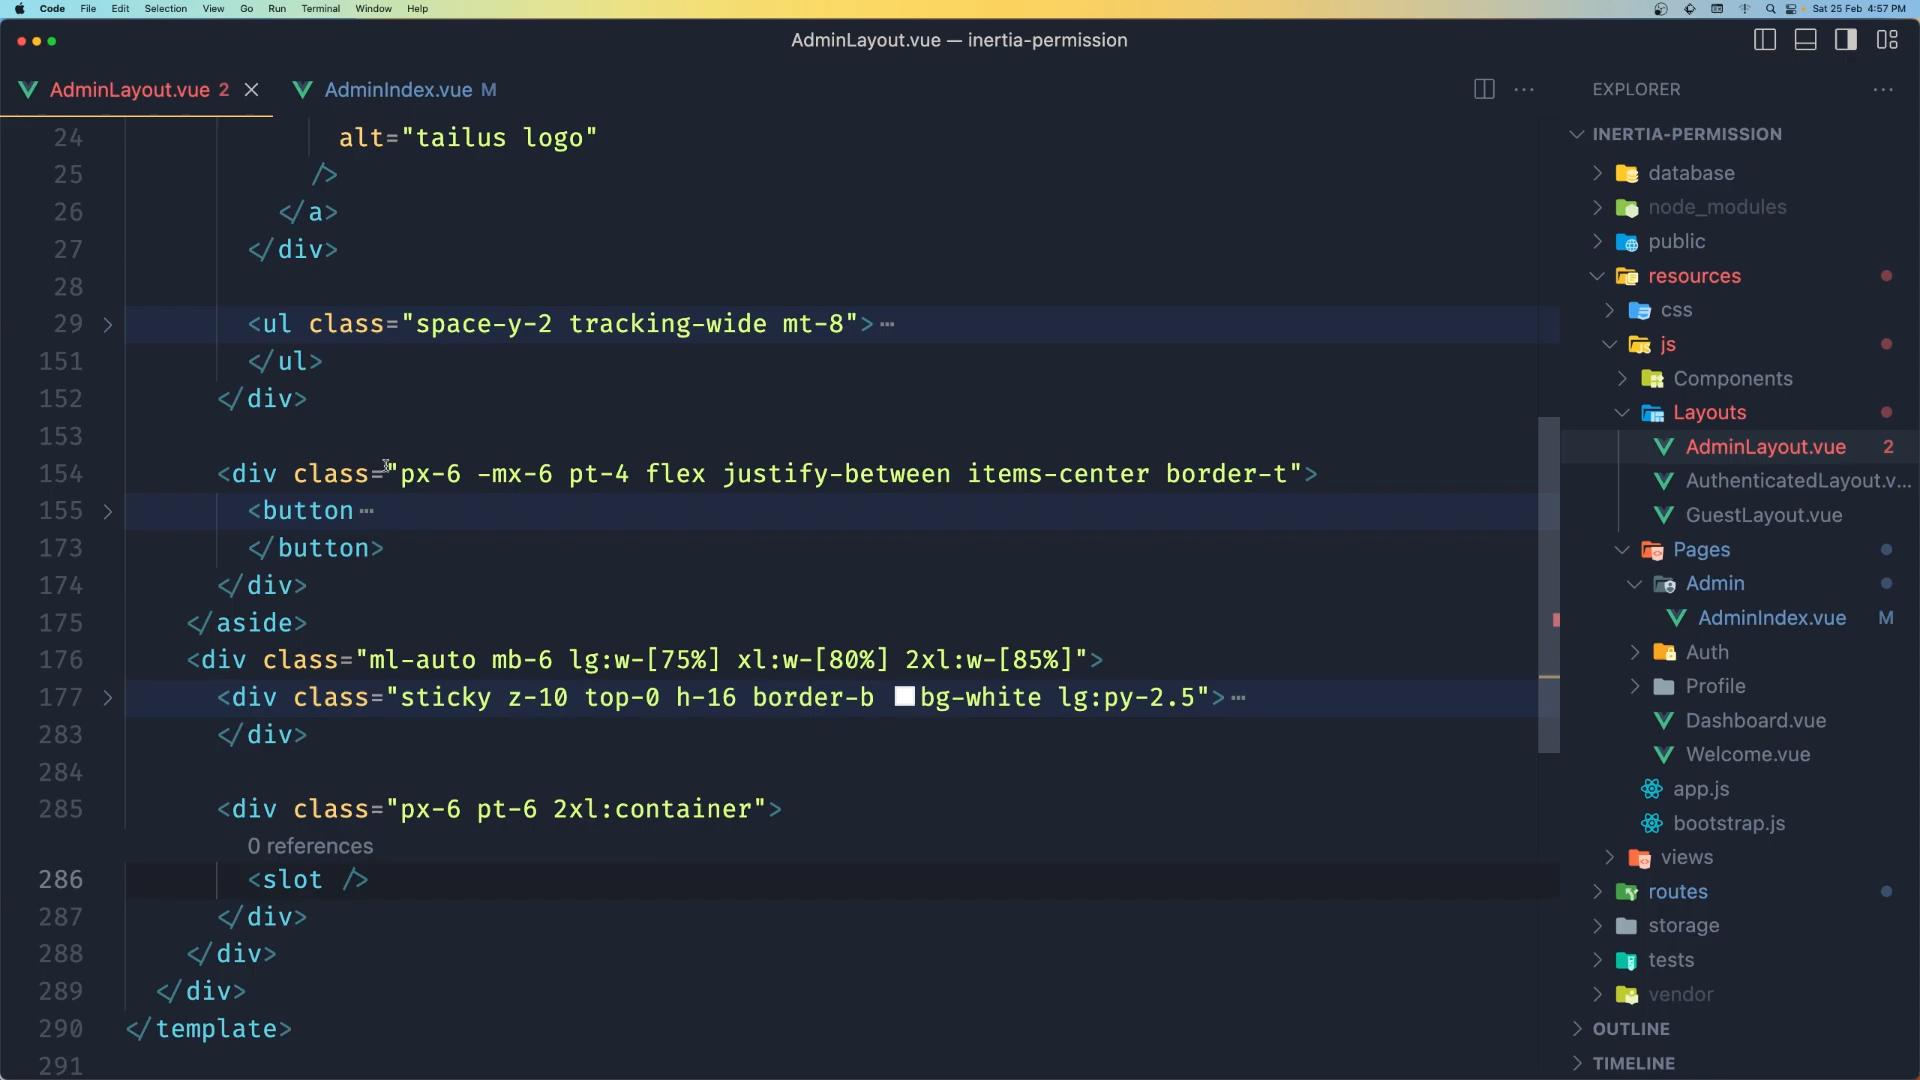 Code File Edit Selection View Go Run Terminal Window Help
Sat 25 Feb 4:57 PM
AdminLayout.vue — inertia-permission
AdminLayout.vue 2
AdminIndex.vue M
24 alt="tailus logo"
25 />
26 </a>
27 </div>
28
29 <ul class="space-y-2 tracking-wide mt-8">⋯
151 </ul>
152 </div>
153
154 <div class="px-6 -mx-6 pt-4 flex justify-between items-center border-t">
155 <button⋯
173 </button>
174 </div>
175 </aside>
176 <div class="ml-auto mb-6 lg:w-[75%] xl:w-[80%] 2xl:w-[85%]">
177 <div class="sticky z-10 top-0 h-16 border-b bg-white lg:py-2.5">⋯
283 </div>
284
285 <div class="px-6 pt-6 2xl:container">
0 references
286 <slot />
287 </div>
288 </div>
289 </div>
290 </template>
291
EXPLORER
INERTIA-PERMISSION
database
node_modules
public
resources
css
js
Components
Layouts
AdminLayout.vue 2
AuthenticatedLayout.v...
GuestLayout.vue
Pages
Admin
AdminIndex.vue M
Auth
Profile
Dashboard.vue
Welcome.vue
app.js
bootstrap.js
views
routes
storage
tests
vendor
OUTLINE
TIMELINE